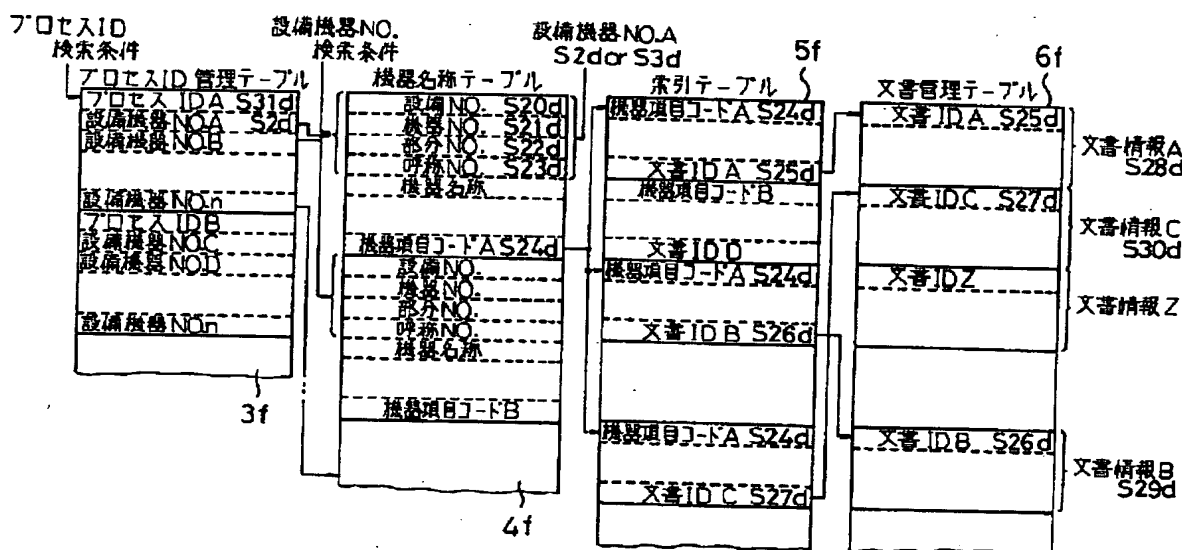 プロセスID
検索条件
設備機器NO.
検索条件
設備機器NO.A
S2d or S3d
プロセスID 管理テーブル
プロセス ID A S31d
設備機器NO.A S2d
設備機器NO.B
設備機器NO.n
プロセス ID B
設備機器NO.C
設備機器NO.D
設備機器NO.n
3f
機器名称テーブル
設備NO. S20d
機器NO. S21d
部分NO. S22d
呼称NO. S23d
機器名称
機器項目コードA S24d
設備NO.
機器NO.
部分NO.
呼称NO.
機器名称
機器項目コードB
4f
5f
索引テーブル
機器項目コードA S24d
文書ID A S25d
機器項目コードB
文書ID D
機器項目コードA S24d
文書ID B S26d
機器項目コードA S24d
文書ID C S27d
6f
文書管理テーブル
文書ID A S25d
文書ID C S27d
文書ID Z
文書ID B S26d
文書情報A
S28d
文書情報C
S30d
文書情報Z
文書情報B
S29d